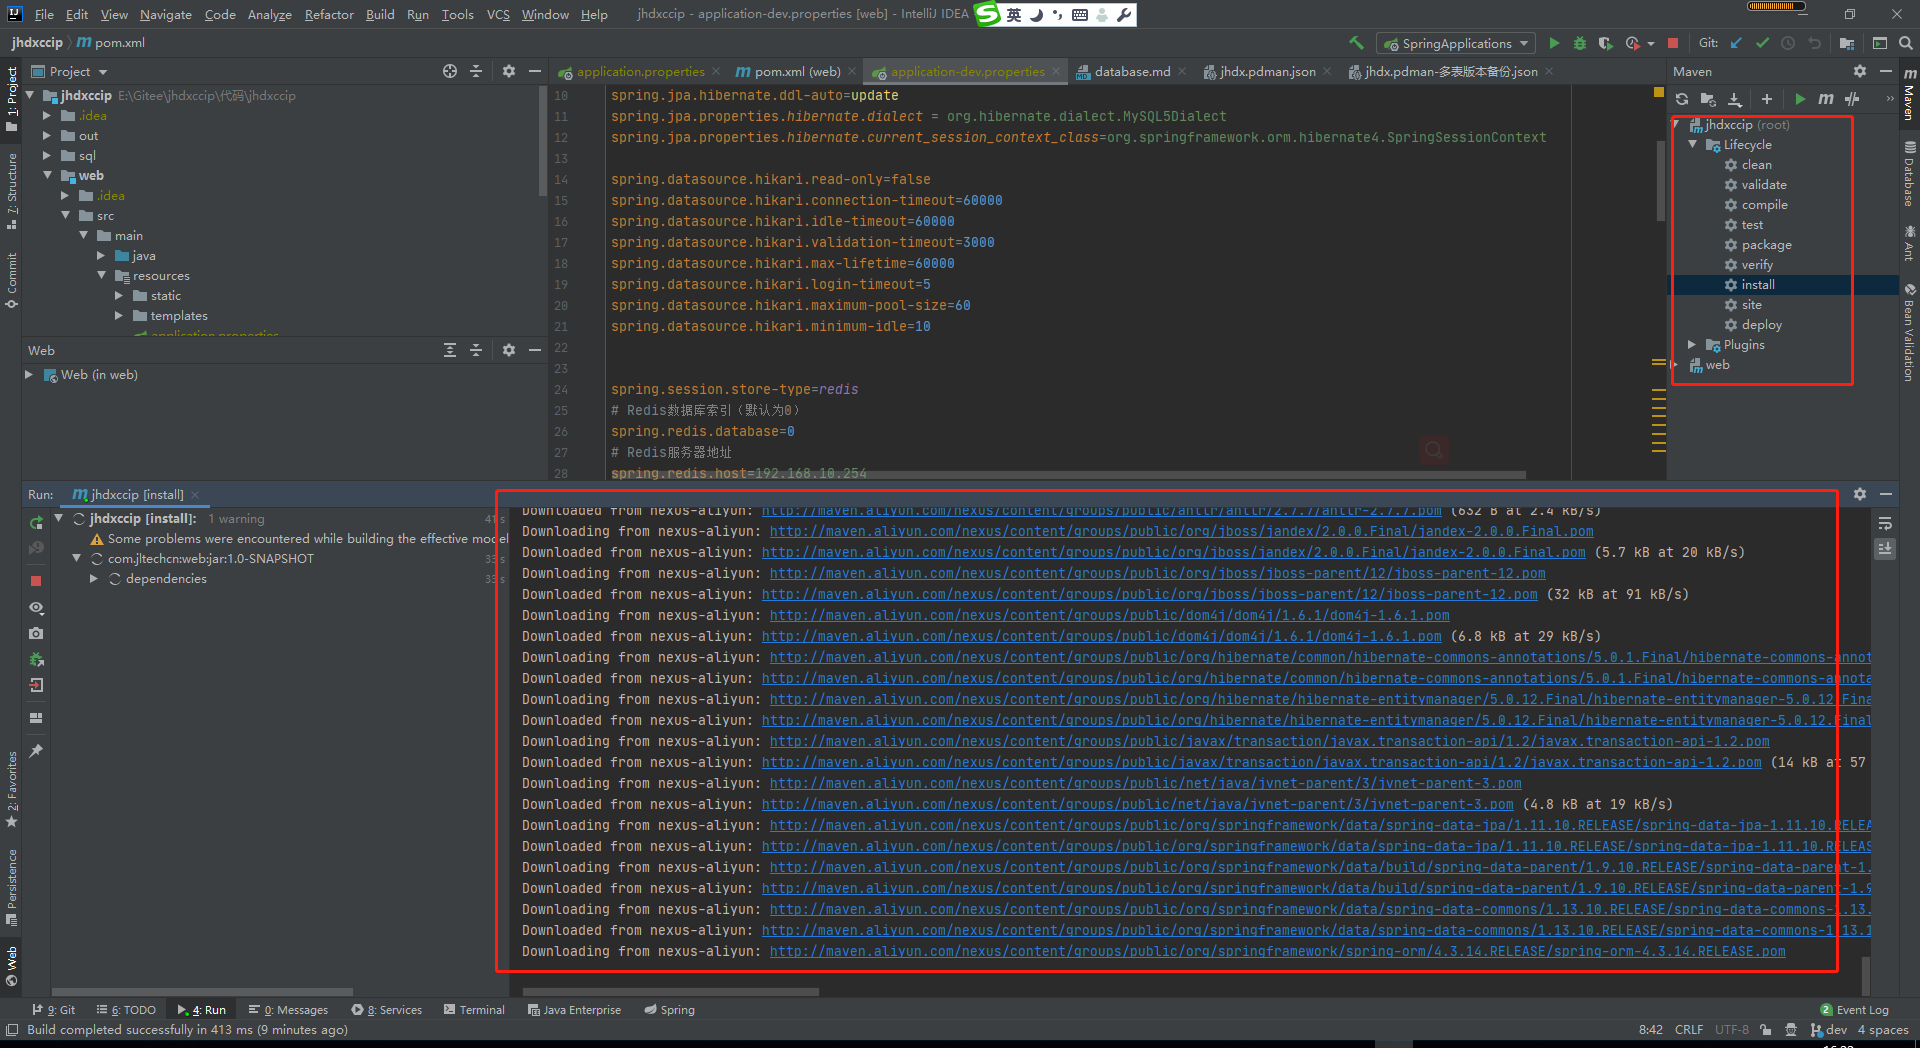 File Edit View Navigate Code Analyze Refactor Build Run Tools VCS Window Help jhdxccip - application-dev.properties [web] - IntelliJ IDEA
英
jhdxccip pom.xml
SpringApplications Git:
1: Project
7: Structure
Commit
2: Favorites
Persistence
Web
Project
jhdxccip E:\Gitee\jhdxccip\代码\jhdxccip
.idea
out
sql
web
.idea
src
main
java
resources
static
templates
application.properties
Web
Web (in web)
application.properties pom.xml (web) application-dev.properties database.md jhdx.pdman.json jhdx.pdman-多表版本备份.json
10 spring.jpa.hibernate.ddl-auto=update
11 spring.jpa.properties.hibernate.dialect = org.hibernate.dialect.MySQL5Dialect
12 spring.jpa.properties.hibernate.current_session_context_class=org.springframework.orm.hibernate4.SpringSessionContext
13
14 spring.datasource.hikari.read-only=false
15 spring.datasource.hikari.connection-timeout=60000
16 spring.datasource.hikari.idle-timeout=60000
17 spring.datasource.hikari.validation-timeout=3000
18 spring.datasource.hikari.max-lifetime=60000
19 spring.datasource.hikari.login-timeout=5
20 spring.datasource.hikari.maximum-pool-size=60
21 spring.datasource.hikari.minimum-idle=10
22
23
24 spring.session.store-type=redis
25 # Redis数据库索引（默认为0）
26 spring.redis.database=0
27 # Redis服务器地址
28 spring.redis.host=192.168.10.254
Maven
jhdxccip (root)
Lifecycle
clean
validate
compile
test
package
verify
install
site
deploy
Plugins
web
Maven
Database
Ant
Bean Validation
Run: jhdxccip [install]
jhdxccip [install]: 1 warning 41 s
Some problems were encountered while building the effective model
com.jltechcn:web:jar:1.0-SNAPSHOT 33 s
dependencies 33 s
Downloaded from nexus-aliyun: http://maven.aliyun.com/nexus/content/groups/public/antlr/antlr/2.7.7/antlr-2.7.7.pom (632 B at 2.4 kB/s)
Downloading from nexus-aliyun: http://maven.aliyun.com/nexus/content/groups/public/org/jboss/jandex/2.0.0.Final/jandex-2.0.0.Final.pom
Downloaded from nexus-aliyun: http://maven.aliyun.com/nexus/content/groups/public/org/jboss/jandex/2.0.0.Final/jandex-2.0.0.Final.pom (5.7 kB at 20 kB/s)
Downloading from nexus-aliyun: http://maven.aliyun.com/nexus/content/groups/public/org/jboss/jboss-parent/12/jboss-parent-12.pom
Downloaded from nexus-aliyun: http://maven.aliyun.com/nexus/content/groups/public/org/jboss/jboss-parent/12/jboss-parent-12.pom (32 kB at 91 kB/s)
Downloading from nexus-aliyun: http://maven.aliyun.com/nexus/content/groups/public/dom4j/dom4j/1.6.1/dom4j-1.6.1.pom
Downloaded from nexus-aliyun: http://maven.aliyun.com/nexus/content/groups/public/dom4j/dom4j/1.6.1/dom4j-1.6.1.pom (6.8 kB at 29 kB/s)
Downloading from nexus-aliyun: http://maven.aliyun.com/nexus/content/groups/public/org/hibernate/common/hibernate-commons-annotations/5.0.1.Final/hibernate-commons-annot
Downloaded from nexus-aliyun: http://maven.aliyun.com/nexus/content/groups/public/org/hibernate/common/hibernate-commons-annotations/5.0.1.Final/hibernate-commons-annota
Downloading from nexus-aliyun: http://maven.aliyun.com/nexus/content/groups/public/org/hibernate/hibernate-entitymanager/5.0.12.Final/hibernate-entitymanager-5.0.12.Fina
Downloaded from nexus-aliyun: http://maven.aliyun.com/nexus/content/groups/public/org/hibernate/hibernate-entitymanager/5.0.12.Final/hibernate-entitymanager-5.0.12.Final
Downloading from nexus-aliyun: http://maven.aliyun.com/nexus/content/groups/public/javax/transaction/javax.transaction-api/1.2/javax.transaction-api-1.2.pom
Downloaded from nexus-aliyun: http://maven.aliyun.com/nexus/content/groups/public/javax/transaction/javax.transaction-api/1.2/javax.transaction-api-1.2.pom (14 kB at 57
Downloading from nexus-aliyun: http://maven.aliyun.com/nexus/content/groups/public/net/java/jvnet-parent/3/jvnet-parent-3.pom
Downloaded from nexus-aliyun: http://maven.aliyun.com/nexus/content/groups/public/net/java/jvnet-parent/3/jvnet-parent-3.pom (4.8 kB at 19 kB/s)
Downloading from nexus-aliyun: http://maven.aliyun.com/nexus/content/groups/public/org/springframework/data/spring-data-jpa/1.11.10.RELEASE/spring-data-jpa-1.11.10.RELEA
Downloaded from nexus-aliyun: http://maven.aliyun.com/nexus/content/groups/public/org/springframework/data/spring-data-jpa/1.11.10.RELEASE/spring-data-jpa-1.11.10.RELEAS
Downloading from nexus-aliyun: http://maven.aliyun.com/nexus/content/groups/public/org/springframework/data/build/spring-data-parent/1.9.10.RELEASE/spring-data-parent-1.
Downloaded from nexus-aliyun: http://maven.aliyun.com/nexus/content/groups/public/org/springframework/data/build/spring-data-parent/1.9.10.RELEASE/spring-data-parent-1.9
Downloading from nexus-aliyun: http://maven.aliyun.com/nexus/content/groups/public/org/springframework/data/spring-data-commons/1.13.10.RELEASE/spring-data-commons-1.13.
Downloaded from nexus-aliyun: http://maven.aliyun.com/nexus/content/groups/public/org/springframework/data/spring-data-commons/1.13.10.RELEASE/spring-data-commons-1.13.1
Downloading from nexus-aliyun: http://maven.aliyun.com/nexus/content/groups/public/org/springframework/spring-orm/4.3.14.RELEASE/spring-orm-4.3.14.RELEASE.pom
9: Git 6: TODO 4: Run 0: Messages 8: Services Terminal Java Enterprise Spring 2 Event Log
Build completed successfully in 413 ms (9 minutes ago) 8:42 CRLF UTF-8 dev 4 spaces